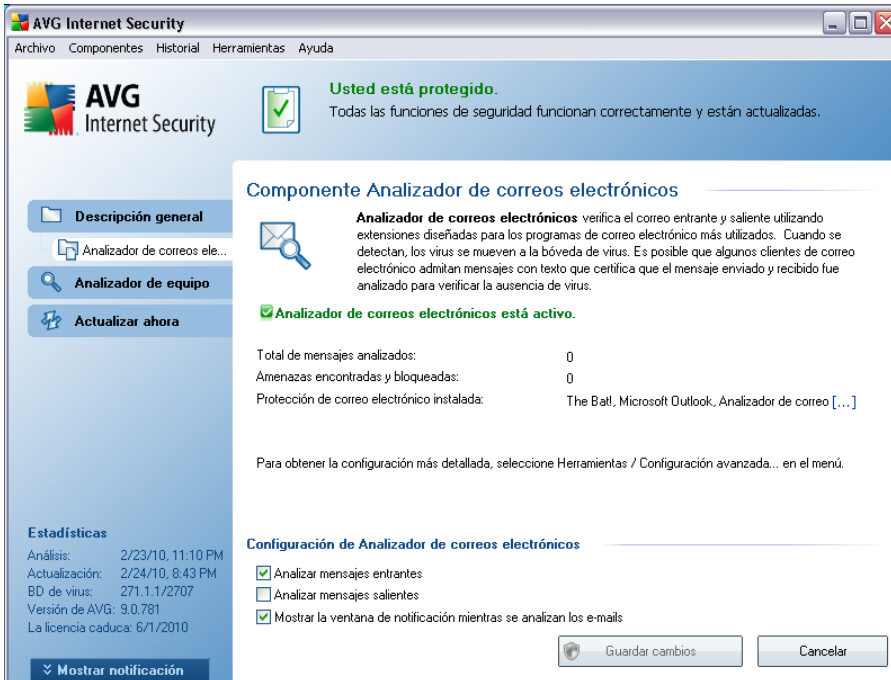 AVG Internet Security
Archivo Componentes Historial Herramientas Ayuda
AVG
Internet Security
Usted está protegido.
Todas las funciones de seguridad funcionan correctamente y están actualizadas.
Descripción general
Analizador de correos ele...
Analizador de equipo
Actualizar ahora
Componente Analizador de correos electrónicos
Analizador de correos electrónicos verifica el correo entrante y saliente utilizando
extensiones diseñadas para los programas de correo electrónico más utilizados. Cuando se
detectan, los virus se mueven a la bóveda de virus. Es posible que algunos clientes de correo
electrónico admitan mensajes con texto que certifica que el mensaje enviado y recibido fue
analizado para verificar la ausencia de virus.
Analizador de correos electrónicos está activo.
Total de mensajes analizados: 0
Amenazas encontradas y bloqueadas: 0
Protección de correo electrónico instalada: The Bat!, Microsoft Outlook, Analizador de correo [...]
Para obtener la configuración más detallada, seleccione Herramientas / Configuración avanzada... en el menú.
Estadísticas
Análisis: 2/23/10, 11:10 PM
Actualización: 2/24/10, 8:43 PM
BD de virus: 271.1.1/2707
Versión de AVG: 9.0.781
La licencia caduca: 6/1/2010
Mostrar notificación
Configuración de Analizador de correos electrónicos
Analizar mensajes entrantes
Analizar mensajes salientes
Mostrar la ventana de notificación mientras se analizan los e-mails
Guardar cambios
Cancelar